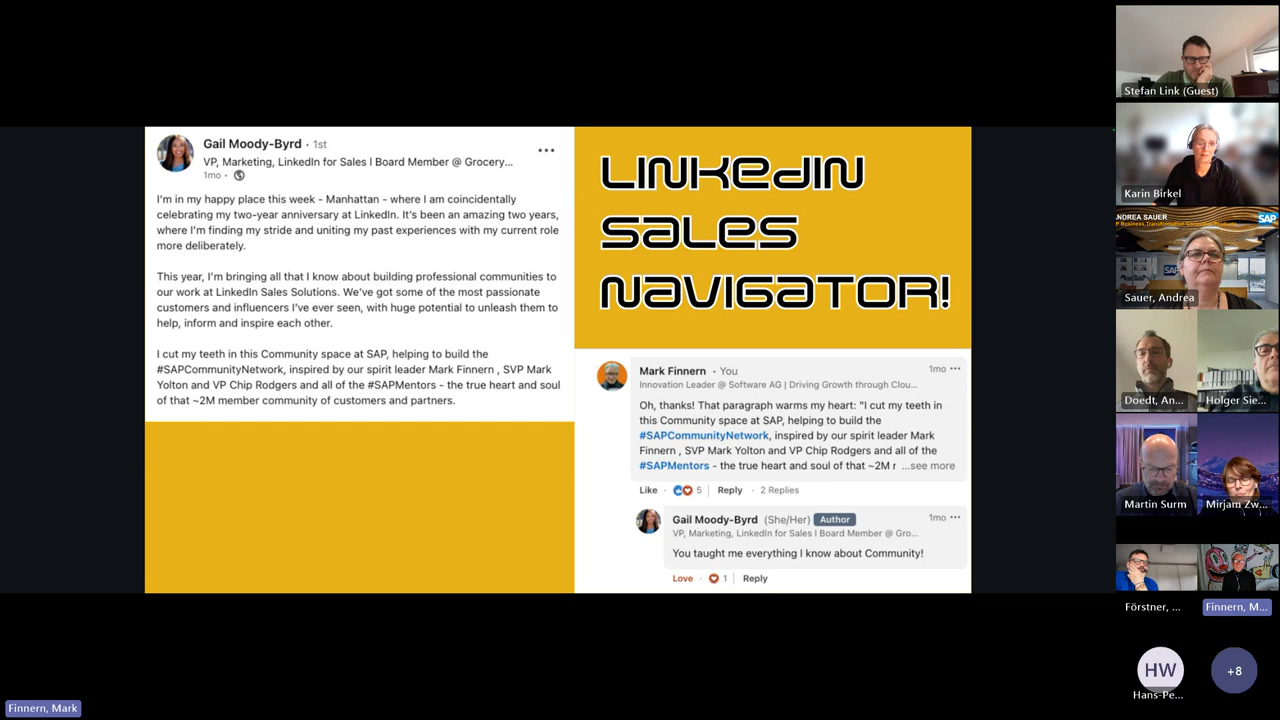 Gail Moody-Byrd · 1st
VP, Marketing, LinkedIn for Sales I Board Member @ Grocery...
1mo ·
I'm in my happy place this week - Manhattan - where I am coincidentally
celebrating my two-year anniversary at LinkedIn. It's been an amazing two years,
where I'm finding my stride and uniting my past experiences with my current role
more deliberately.
This year, I'm bringing all that I know about building professional communities to
our work at LinkedIn Sales Solutions. We've got some of the most passionate
customers and influencers I've ever seen, with huge potential to unleash them to
help, inform and inspire each other.
I cut my teeth in this Community space at SAP, helping to build the
#SAPCommunityNetwork, inspired by our spirit leader Mark Finnern , SVP Mark
Yolton and VP Chip Rodgers and all of the #SAPMentors - the true heart and soul
of that ~2M member community of customers and partners.
LINKedIN
SaLES
NaVIGATOR!
Mark Finnern · You
1mo
Innovation Leader @ Software AG | Driving Growth through Clou...
Oh, thanks! That paragraph warms my heart: "I cut my teeth in
this Community space at SAP, helping to build the
#SAPCommunityNetwork, inspired by our spirit leader Mark
Finnern , SVP Mark Yolton and VP Chip Rodgers and all of the
#SAPMentors - the true heart and soul of that ~2M r ...see more
Like · 5 | Reply · 2 Replies
Gail Moody-Byrd (She/Her) Author
1mo
VP, Marketing, LinkedIn for Sales I Board Member @ Gro...
You taught me everything I know about Community!
Love · 1 | Reply
Stefan Link (Guest)
Karin Birkel
NDREA SAUER
SAP
SAP
Sauer, Andrea
Doedt, An...
Holger Sie...
Martin Surm
Mirjam Zw...
Förstner, ...
Finnern, M...
HW
Hans-Pe...
+8
Finnern, Mark